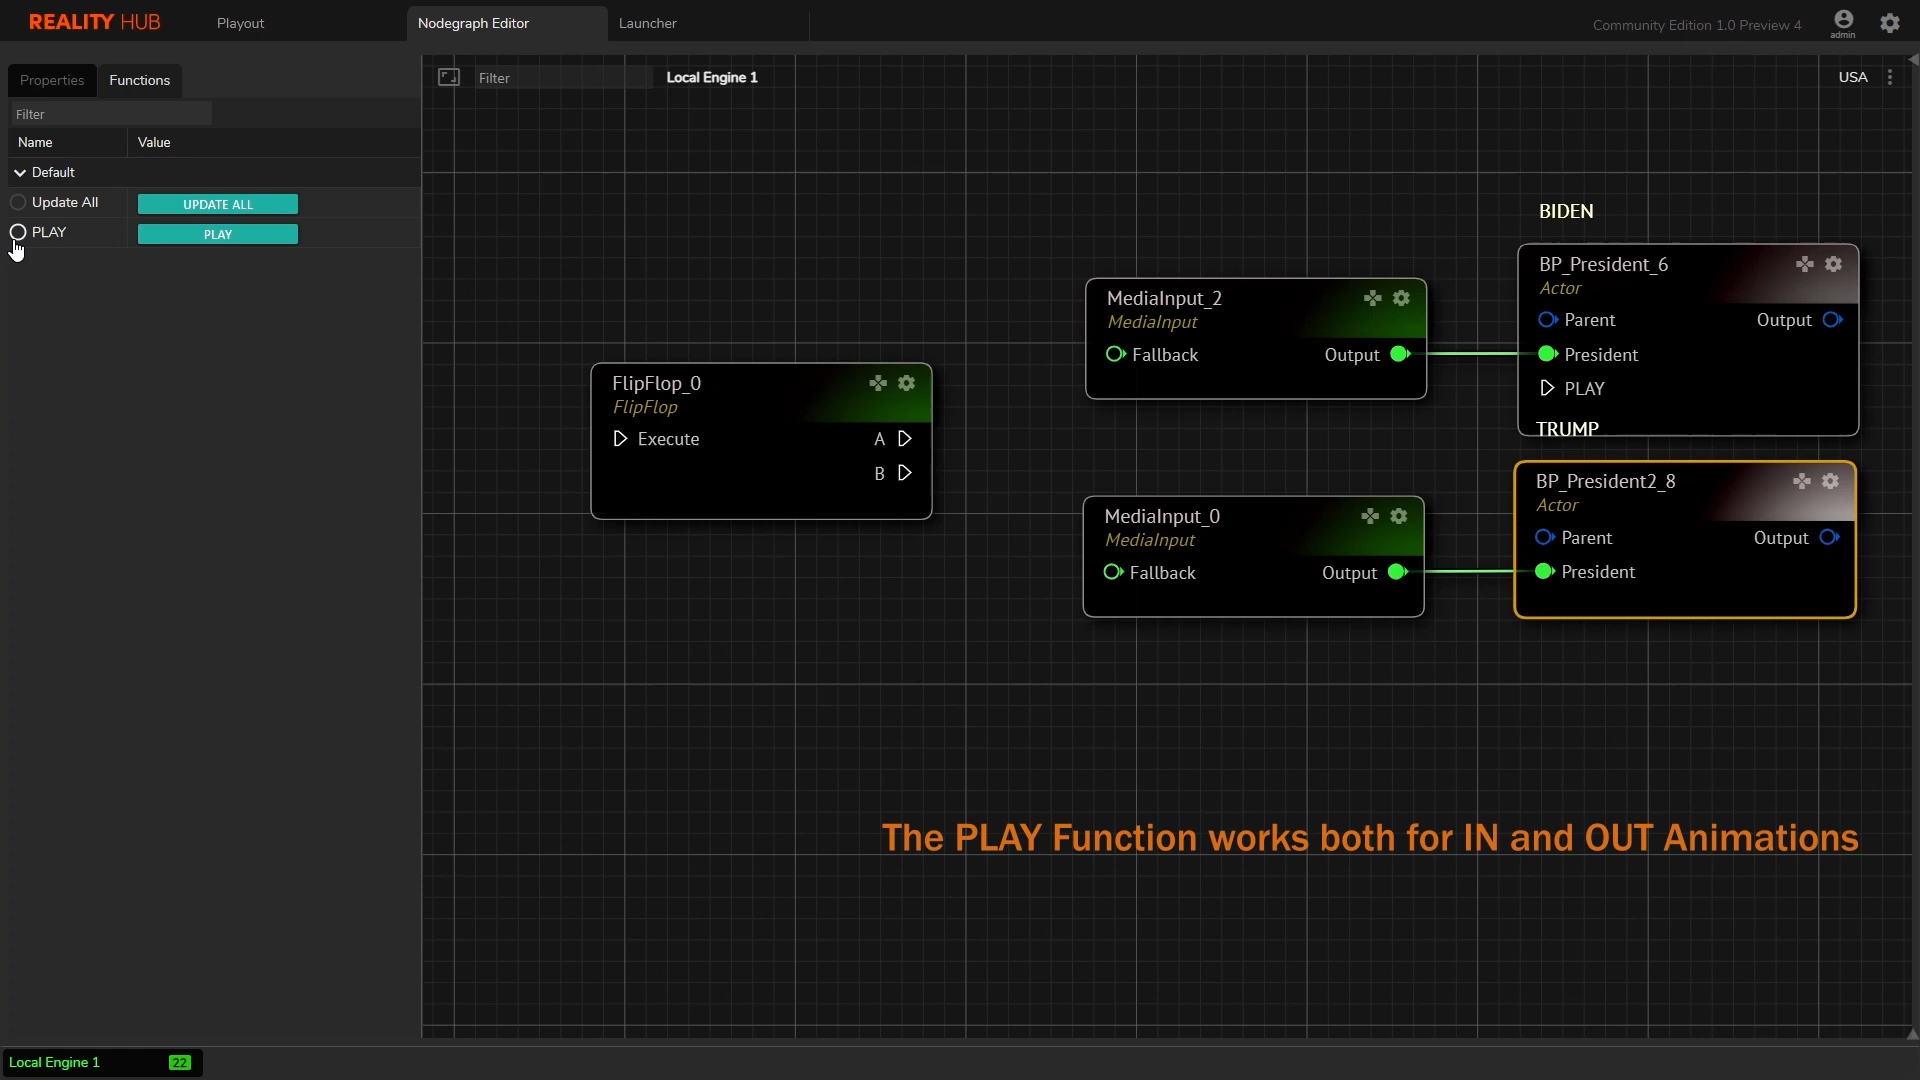 REALITY HUB
Playout
Nodegraph Editor
Launcher
Community Edition 1.0 Preview 4
admin
Properties
Functions
Filter
Name
Value
Default
Update All
UPDATE ALL
PLAY
PLAY
Filter
Local Engine 1
USA
FlipFlop_0
FlipFlop
Execute
A
B
MediaInput_2
MediaInput
Fallback
Output
BIDEN
BP_President_6
Actor
Parent
Output
President
PLAY
MediaInput_0
MediaInput
Fallback
Output
TRUMP
BP_President2_8
Actor
Parent
Output
President
The PLAY Function works both for IN and OUT Animations
Local Engine 1
22